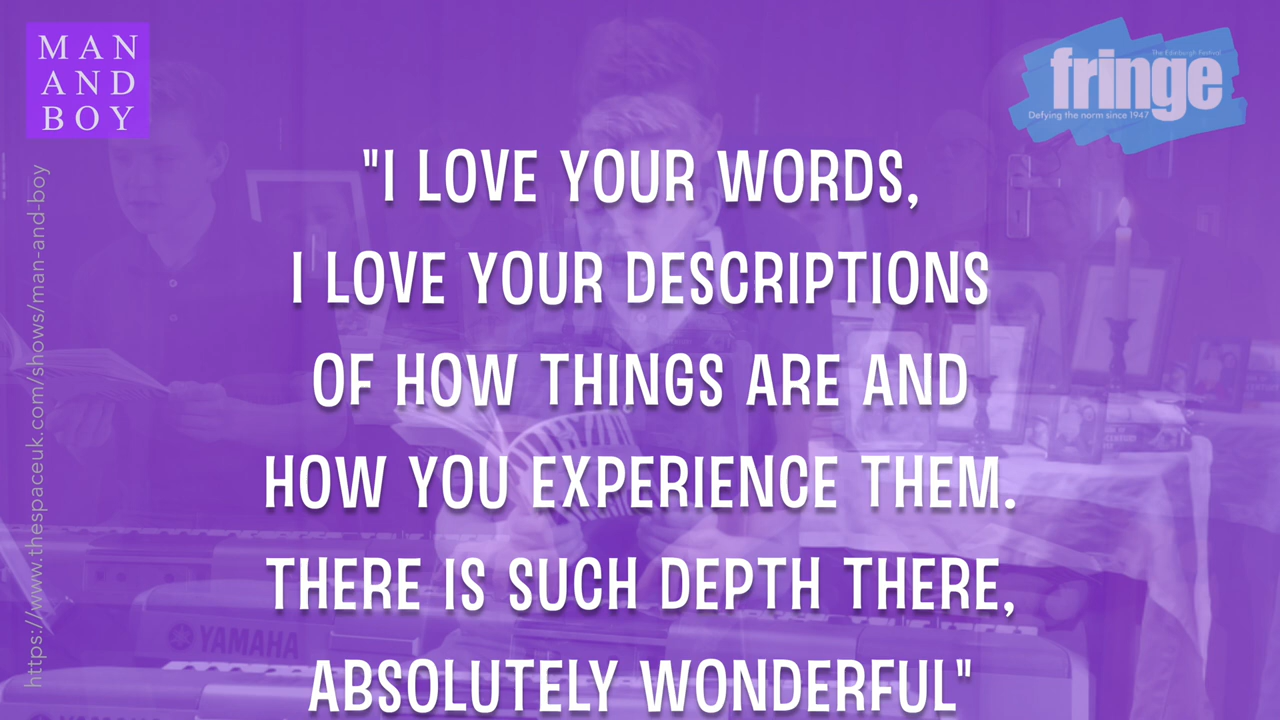 MAN
AND
BOY
The Edinburgh Festival
fringe
Defying the norm since 1947
https://www.thespaceuk.com/shows/man-and-boy
"I LOVE YOUR WORDS,
I LOVE YOUR DESCRIPTIONS
OF HOW THINGS ARE AND
HOW YOU EXPERIENCE THEM.
THERE IS SUCH DEPTH THERE,
ABSOLUTELY WONDERFUL"
YAMAHA
YAMAHA